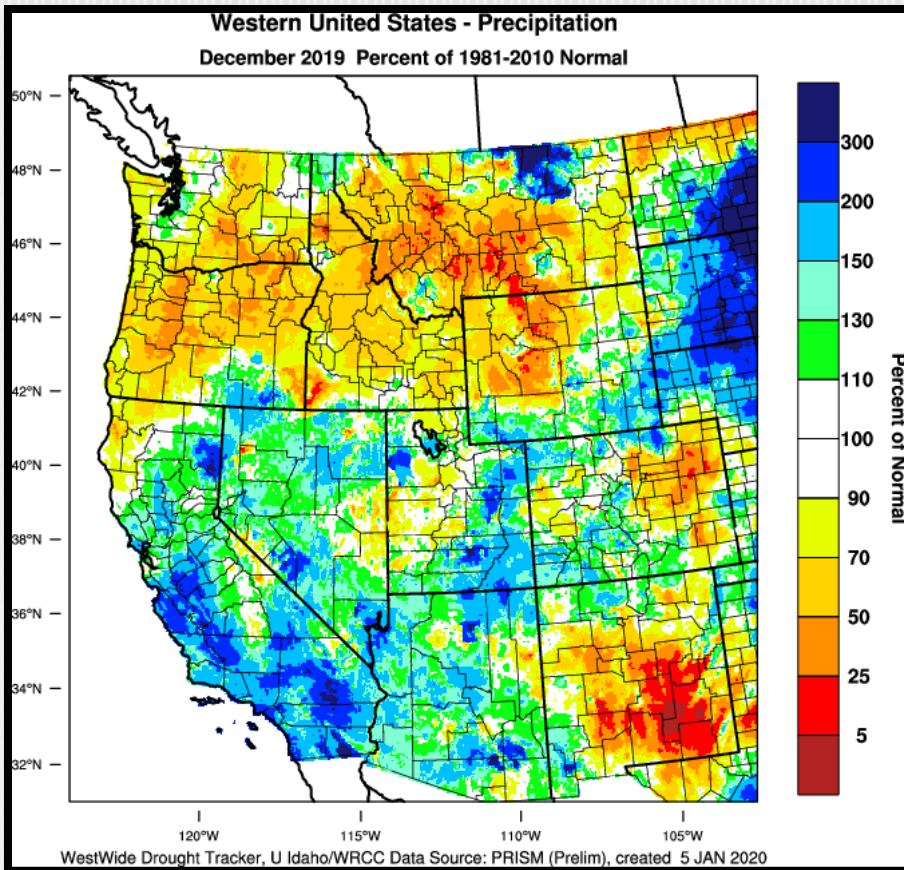 Western United States - Precipitation
December 2019 Percent of 1981-2010 Normal
50°N
48°N
46°N
44°N
42°N
40°N
38°N
36°N
34°N
32°N
120°W
115°W
110°W
105°W
300
200
150
130
110
100
90
70
50
25
5
Percent of Normal
WestWide Drought Tracker, U Idaho/WRCC Data Source: PRISM (Prelim), created 5 JAN 2020